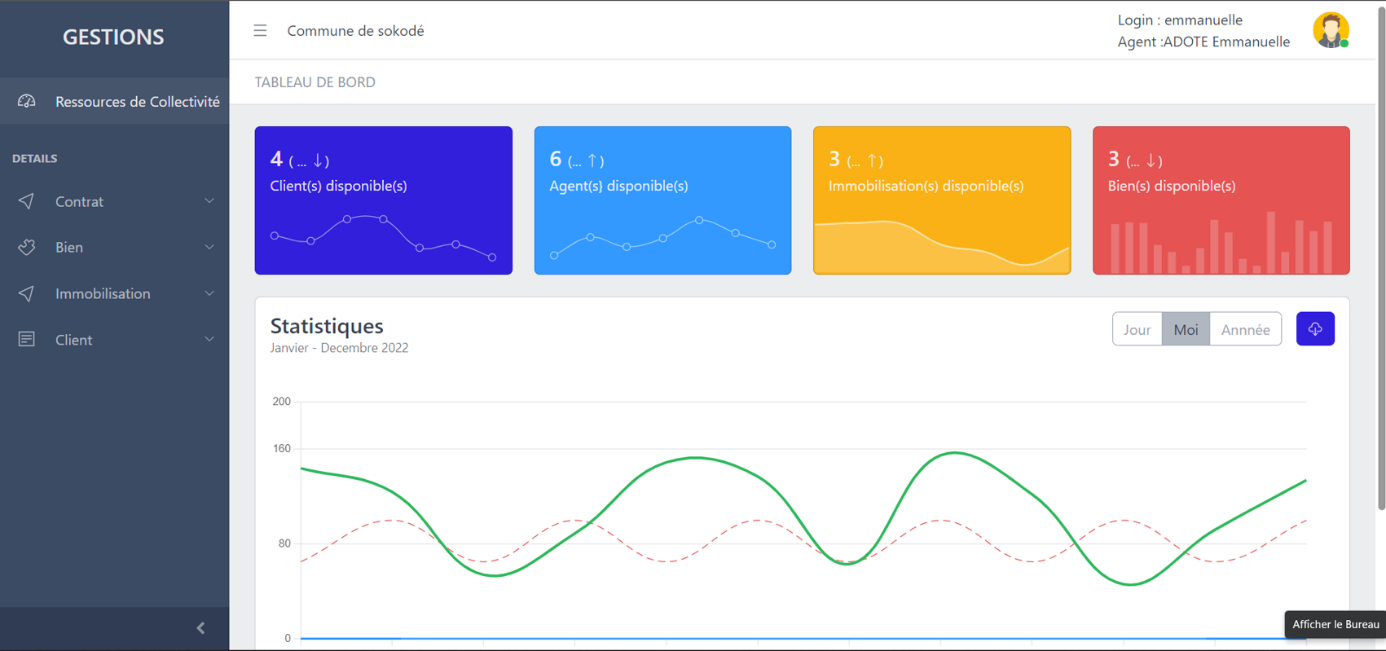 GESTIONS
Ressources de Collectivité
DETAILS
Contrat
Bien
Immobilisation
Client
Commune de sokodé
Login : emmanuelle
Agent :ADOTE Emmanuelle
TABLEAU DE BORD
4 (... ↓)
Client(s) disponible(s)
6 (... ↑)
Agent(s) disponible(s)
3 (... ↑)
Immobilisation(s) disponible(s)
3 (... ↓)
Bien(s) disponible(s)
Statistiques
Janvier - Decembre 2022
Jour Moi Annnée
200
160
80
0
Afficher le Bureau